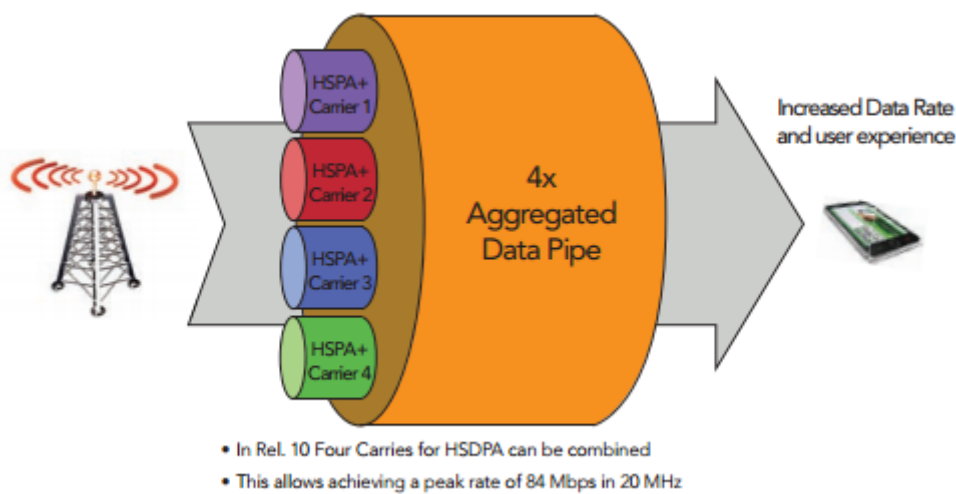 HSPA+
Carrier 1
HSPA+
Carrier 2
HSPA+
Carrier 3
HSPA+
Carrier 4
4x
Aggregated
Data Pipe
Increased Data Rate
and user experience
• In Rel. 10 Four Carries for HSDPA can be combined
• This allows achieving a peak rate of 84 Mbps in 20 MHz